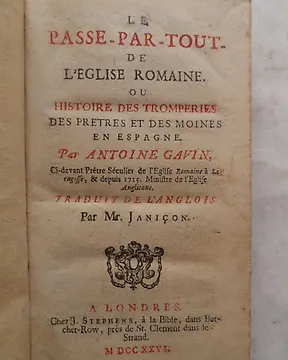 LE
PASSE-PAR-TOUT
DE
L'EGLISE ROMAINE.
OU
HISTOIRE DES TROMPERIES
DES PRETRES ET DES MOINES
EN ESPAGNE.
Par ANTOINE GAVIN,
Ci-devant Prêtre Séculier de l'Eglise Romaine à Sa-
ragosse, & depuis 1715. Ministre de l'Eglise
Anglicane.
TRADUIT DE L'ANGLOIS
Par Mr. JANIÇON.
A LONDRES,
Chez J. STEPHENS, à la Bible, dans But-
cher-Row, près de St. Clement dans le
Strand.
M DCC XXVI.